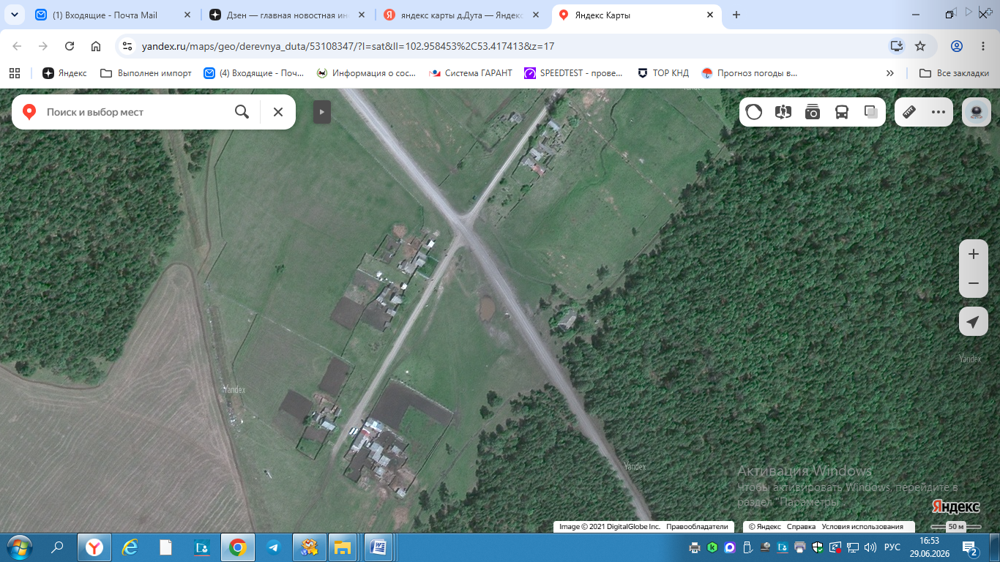 (1) Входящие - Почта Mail
Дзен — главная новостная ин
яндекс карты д.Дута — Яндекс
Яндекс Карты
yandex.ru/maps/geo/derevnya_duta/53108347/?l=sat&ll=102.958453%2C53.417413&z=17
Яндекс
Выполнен импорт
(4) Входящие - Поч...
Информация о сос...
Система ГАРАНТ
SPEEDTEST - прове...
ТОР КНД
Прогноз погоды в...
Все закладки
Поиск и выбор мест
Yandex
Yandex
Yandex
Yandex
Активация Windows
Чтобы активировать Windows, перейдите в
раздел "Параметры".
Яндекс
Image © 2021 DigitalGlobe Inc. Правообладатели
© Яндекс Справка Условия использования
50 м
РУС
16:53
29.06.2026
2